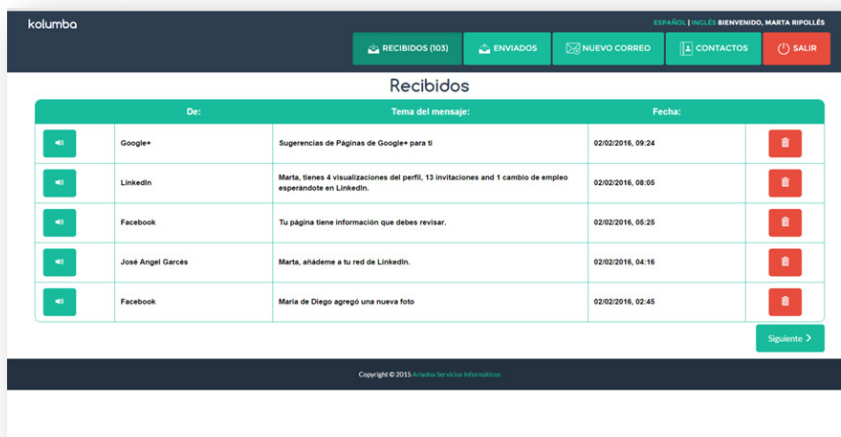 kolumba
ESPAÑOL | INGLÉS BIENVENIDO, MARTA RIPOLLÉS
RECIBIDOS (103) ENVIADOS NUEVO CORREO CONTACTOS SALIR
Recibidos
De: Tema del mensaje: Fecha:
Google+ Sugerencias de Páginas de Google+ para ti 02/02/2016, 09:24
LinkedIn Marta, tienes 4 visualizaciones del perfil, 13 invitaciones and 1 cambio de empleo
esperándote en LinkedIn. 02/02/2016, 08:05
Facebook Tu página tiene información que debes revisar. 02/02/2016, 05:25
José Angel Garcés Marta, añádeme a tu red de LinkedIn. 02/02/2016, 04:16
Facebook Maria de Diego agregó una nueva foto 02/02/2016, 02:45
Siguiente
Copyright © 2015 Ariadna Servicios Informáticos